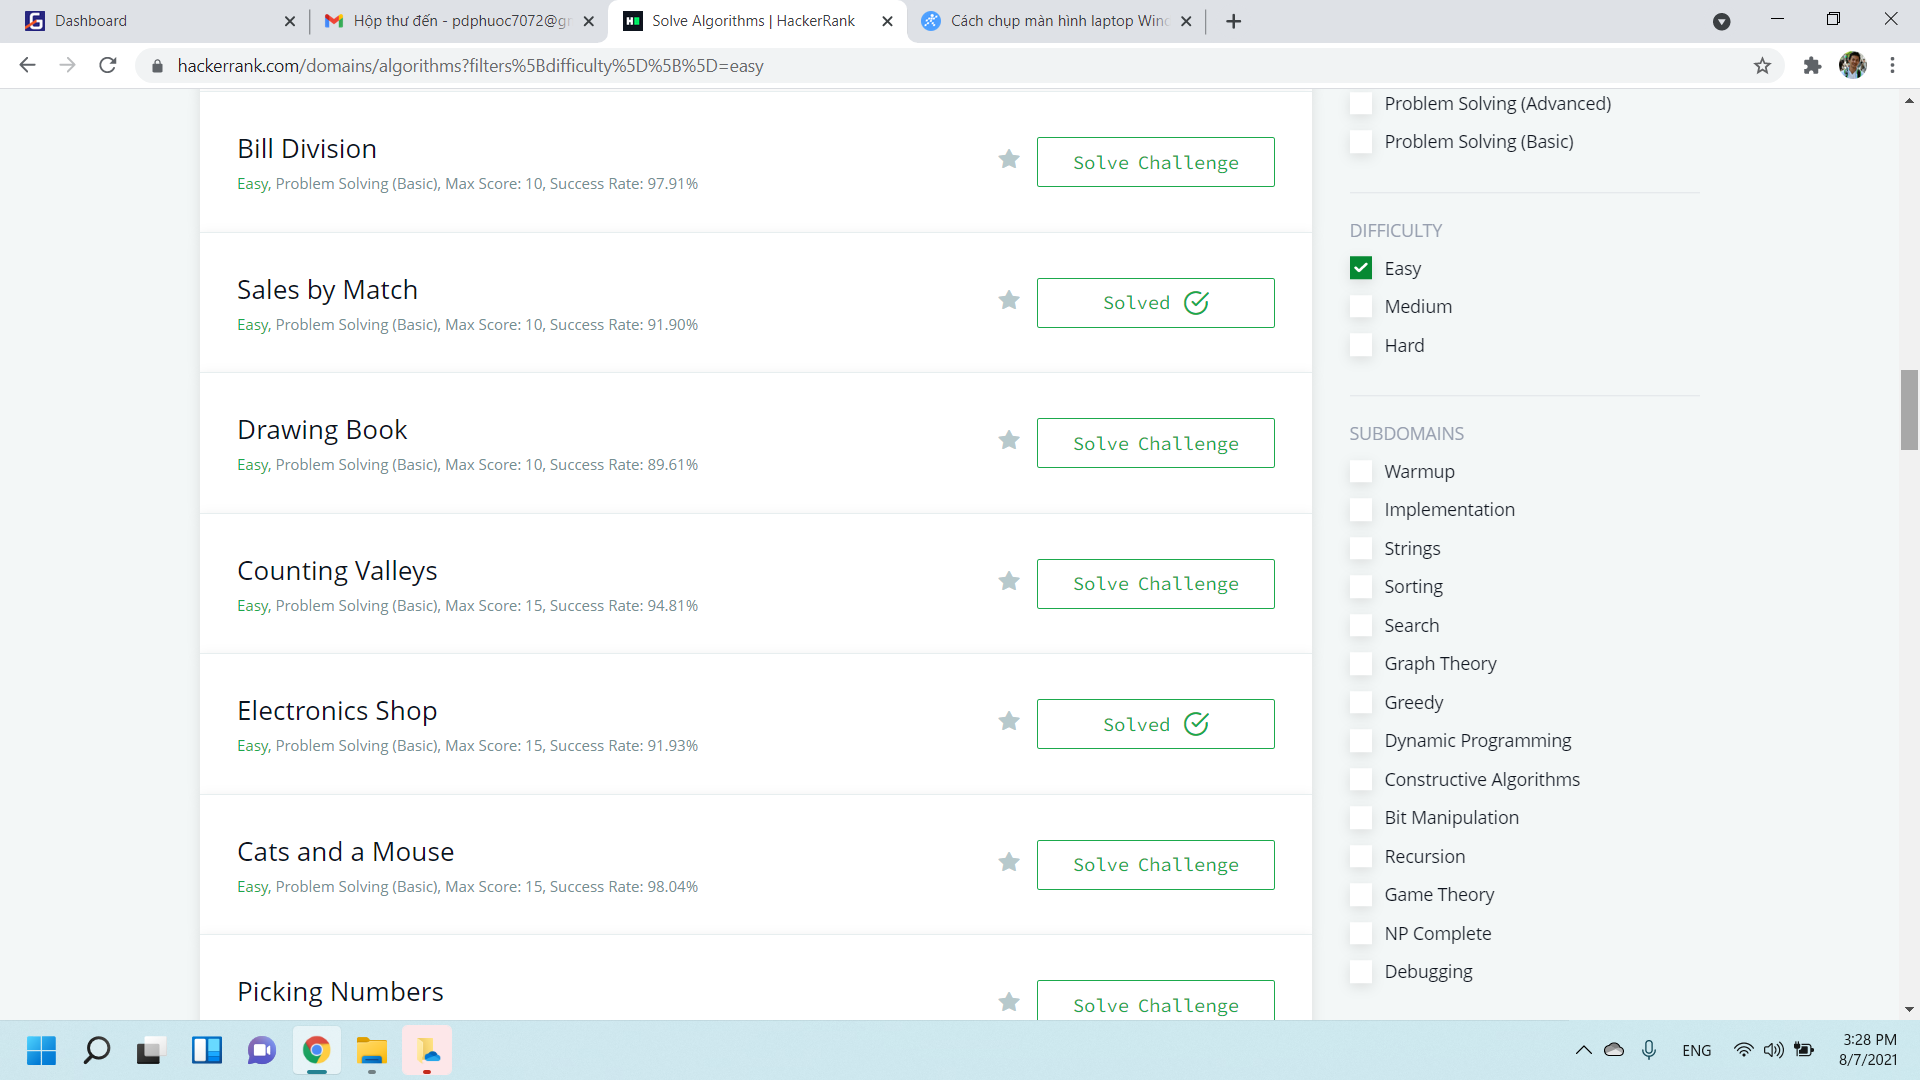 Dashboard
Hộp thư đến - pdphuoc7072@gr
Solve Algorithms | HackerRank
Cách chụp màn hình laptop Winc
hackerrank.com/domains/algorithms?filters%5Bdifficulty%5D%5B%5D=easy
Bill Division
Easy, Problem Solving (Basic), Max Score: 10, Success Rate: 97.91%
Solve Challenge
Sales by Match
Easy, Problem Solving (Basic), Max Score: 10, Success Rate: 91.90%
Solved
Drawing Book
Easy, Problem Solving (Basic), Max Score: 10, Success Rate: 89.61%
Solve Challenge
Counting Valleys
Easy, Problem Solving (Basic), Max Score: 15, Success Rate: 94.81%
Solve Challenge
Electronics Shop
Easy, Problem Solving (Basic), Max Score: 15, Success Rate: 91.93%
Solved
Cats and a Mouse
Easy, Problem Solving (Basic), Max Score: 15, Success Rate: 98.04%
Solve Challenge
Picking Numbers
Solve Challenge
Problem Solving (Advanced)
Problem Solving (Basic)
DIFFICULTY
Easy
Medium
Hard
SUBDOMAINS
Warmup
Implementation
Strings
Sorting
Search
Graph Theory
Greedy
Dynamic Programming
Constructive Algorithms
Bit Manipulation
Recursion
Game Theory
NP Complete
Debugging
ENG
3:28 PM
8/7/2021